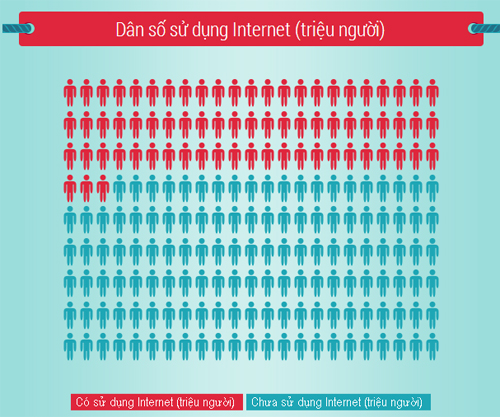 Dân số sử dụng Internet (triệu người)
Có sử dụng Internet (triệu người)
Chưa sử dụng Internet (triệu người)